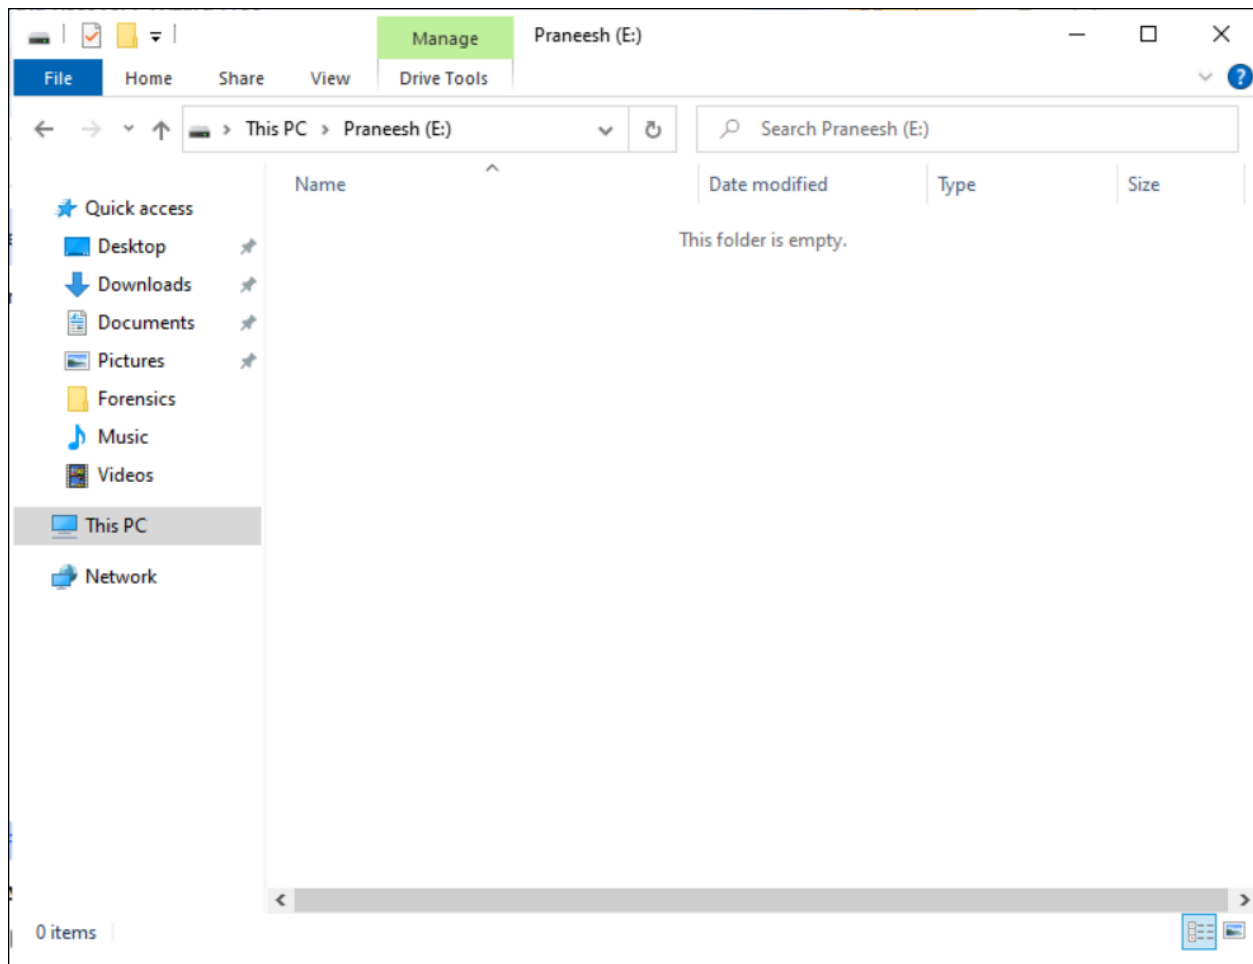 Manage
Praneesh (E:)
File
Home
Share
View
Drive Tools
This PC > Praneesh (E:)
Search Praneesh (E:)
Name
Date modified
Type
Size
This folder is empty.
Quick access
Desktop
Downloads
Documents
Pictures
Forensics
Music
Videos
This PC
Network
0 items